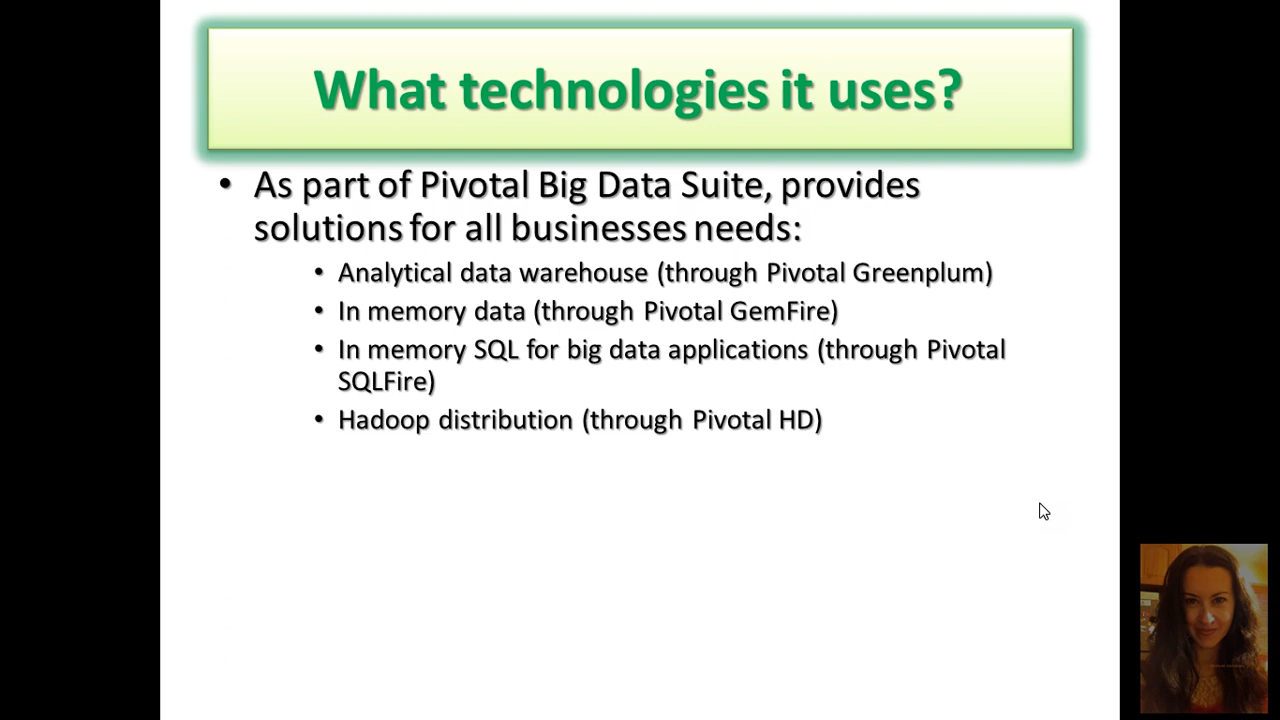 What technologies it uses?
• As part of Pivotal Big Data Suite, provides
solutions for all businesses needs:
• Analytical data warehouse (through Pivotal Greenplum)
• In memory data (through Pivotal GemFire)
• In memory SQL for big data applications (through Pivotal
SQLFire)
• Hadoop distribution (through Pivotal HD)